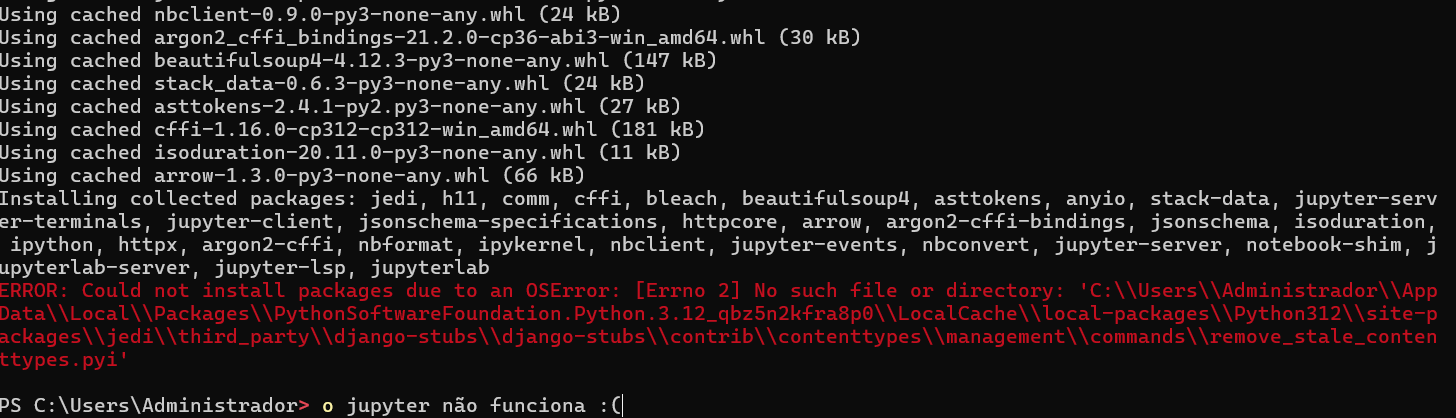 Using cached nbclient-0.9.0-py3-none-any.whl (24 kB)
Using cached argon2_cffi_bindings-21.2.0-cp36-abi3-win_amd64.whl (30 kB)
Using cached beautifulsoup4-4.12.3-py3-none-any.whl (147 kB)
Using cached stack_data-0.6.3-py3-none-any.whl (24 kB)
Using cached asttokens-2.4.1-py2.py3-none-any.whl (27 kB)
Using cached cffi-1.16.0-cp312-cp312-win_amd64.whl (181 kB)
Using cached isoduration-20.11.0-py3-none-any.whl (11 kB)
Using cached arrow-1.3.0-py3-none-any.whl (66 kB)
Installing collected packages: jedi, h11, comm, cffi, bleach, beautifulsoup4, asttokens, anyio, stack-data, jupyter-serv
er-terminals, jupyter-client, jsonschema-specifications, httpcore, arrow, argon2-cffi-bindings, jsonschema, isoduration,
 ipython, httpx, argon2-cffi, nbformat, ipykernel, nbclient, jupyter-events, nbconvert, jupyter-server, notebook-shim, j
upyterlab-server, jupyter-lsp, jupyterlab
ERROR: Could not install packages due to an OSError: [Errno 2] No such file or directory: 'C:\\Users\\Administrador\\App
Data\\Local\\Packages\\PythonSoftwareFoundation.Python.3.12_qbz5n2kfra8p0\\LocalCache\\local-packages\\Python312\\site-p
ackages\\jedi\\third_party\\django-stubs\\django-stubs\\contrib\\contenttypes\\management\\commands\\remove_stale_conten
ttypes.pyi'
PS C:\Users\Administrador> o jupyter não funciona :(